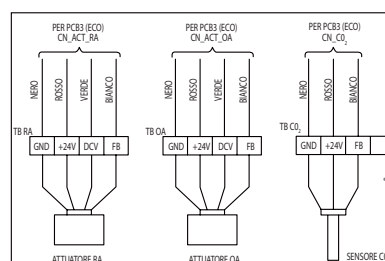 PER PCB3 (ECO)
CN_ACT_RA
NERO
ROSSO
VERDE
BIANCO
TB RA
GND
+24V
DCV
FB
ATTUATORE RA
PER PCB3 (ECO)
CN_ACT_OA
NERO
ROSSO
VERDE
BIANCO
TB OA
GND
+24V
DCV
FB
ATTUATORE OA
PER PCB3 (ECO)
CN_C0₂
NERO
ROSSO
BIANCO
TB C0₂
GND
+24V
FB
SENSORE